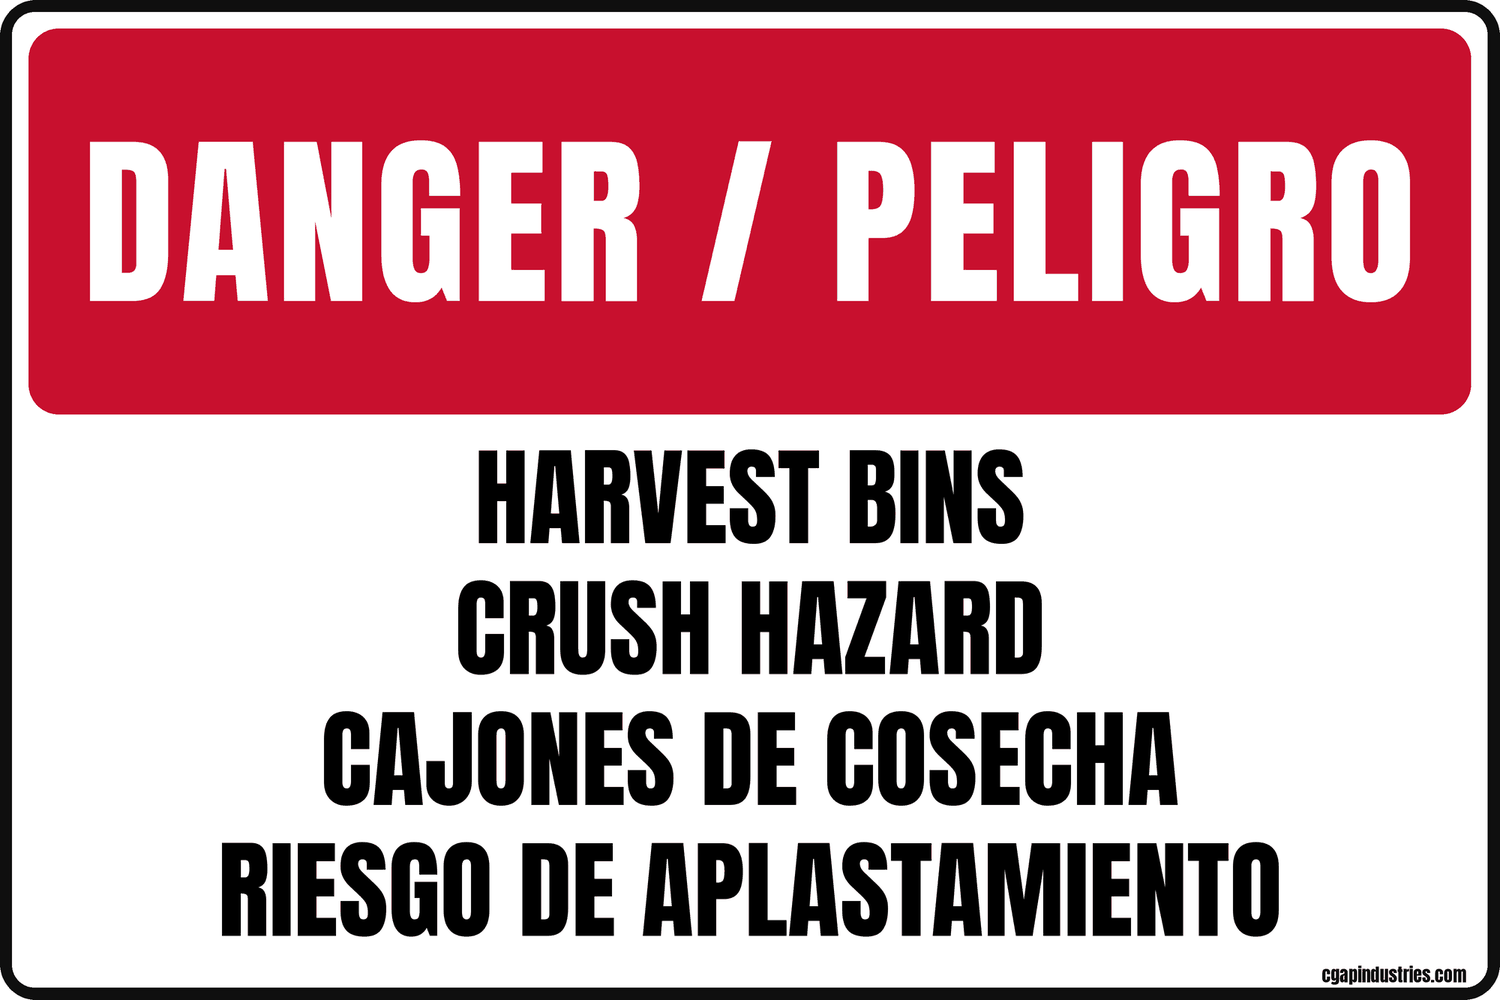 DANGER / PELIGRO
HARVEST BINS
CRUSH HAZARD
CAJONES DE COSECHA
RIESGO DE APLASTAMIENTO
cgapindustries.com